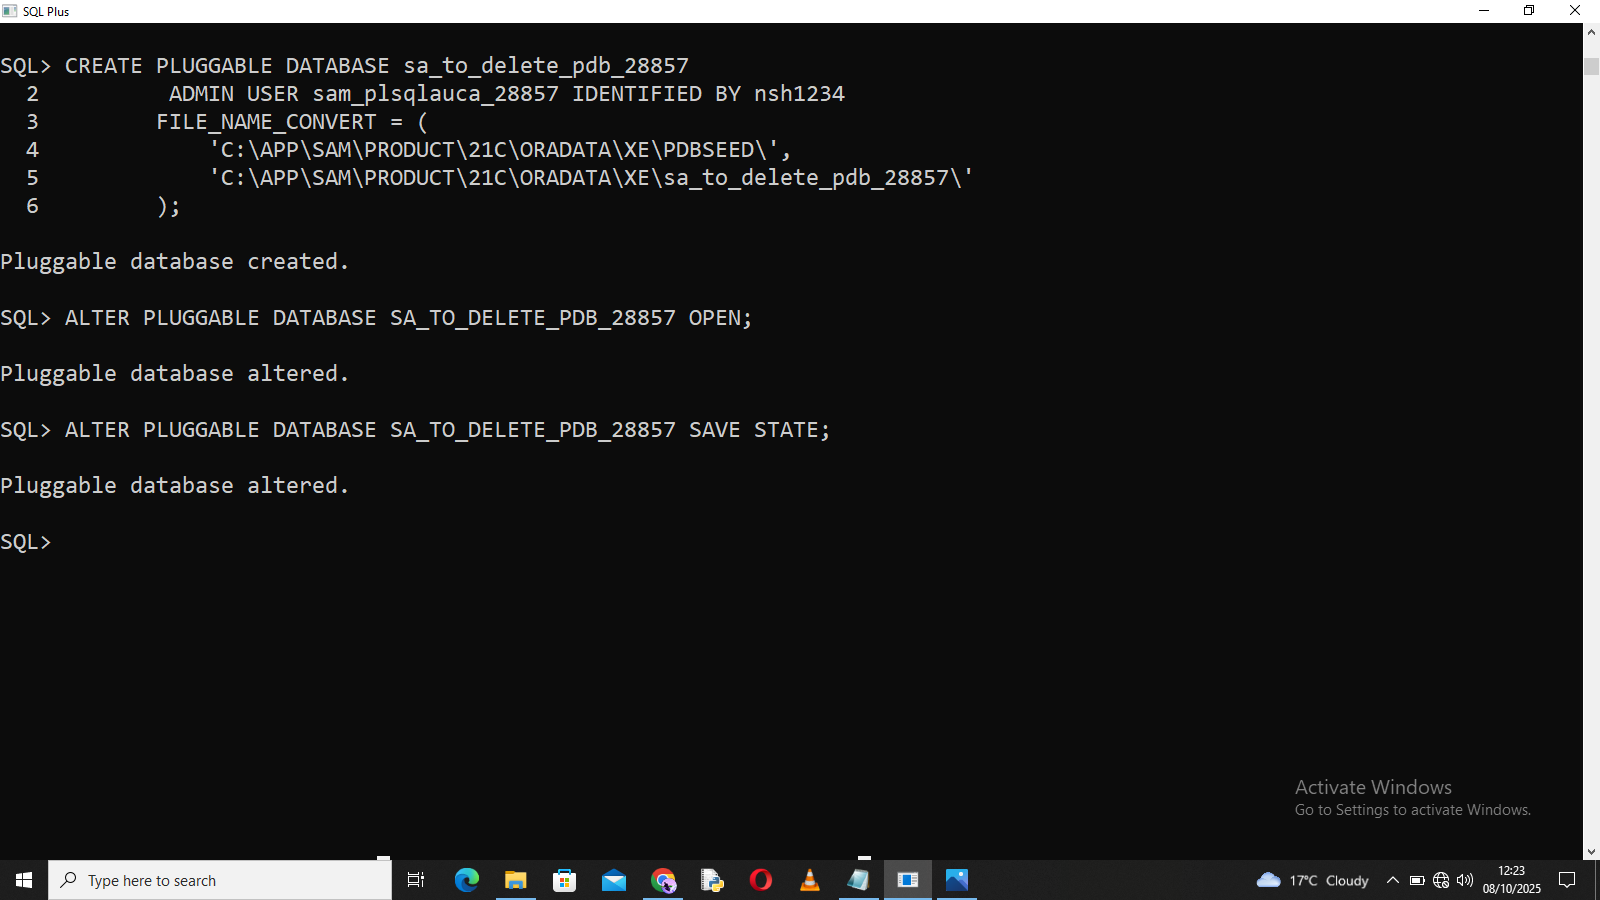 SQL Plus
SQL> CREATE PLUGGABLE DATABASE sa_to_delete_pdb_28857
2 ADMIN USER sam_plsqlauca_28857 IDENTIFIED BY nsh1234
3 FILE_NAME_CONVERT = (
4 'C:\APP\SAM\PRODUCT\21C\ORADATA\XE\PDBSEED\',
5 'C:\APP\SAM\PRODUCT\21C\ORADATA\XE\sa_to_delete_pdb_28857\'
6 );
Pluggable database created.
SQL> ALTER PLUGGABLE DATABASE SA_TO_DELETE_PDB_28857 OPEN;
Pluggable database altered.
SQL> ALTER PLUGGABLE DATABASE SA_TO_DELETE_PDB_28857 SAVE STATE;
Pluggable database altered.
SQL>
Activate Windows
Go to Settings to activate Windows.
Type here to search
17°C Cloudy
12:23
08/10/2025